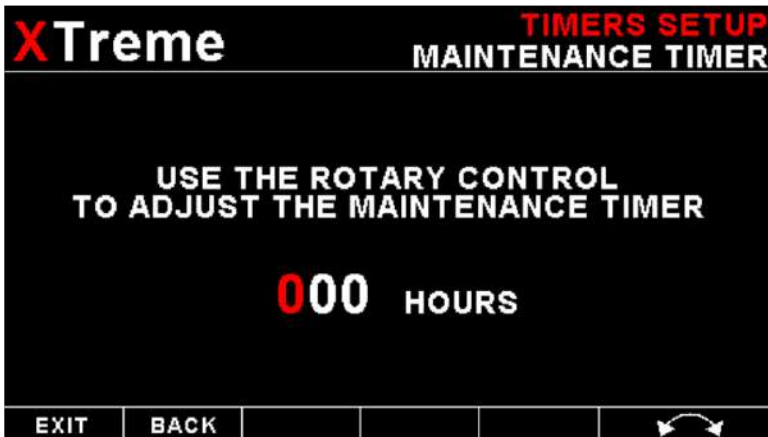 XTreme
TIMERS SETUP
MAINTENANCE TIMER
USE THE ROTARY CONTROL
TO ADJUST THE MAINTENANCE TIMER
000 HOURS
EXIT BACK